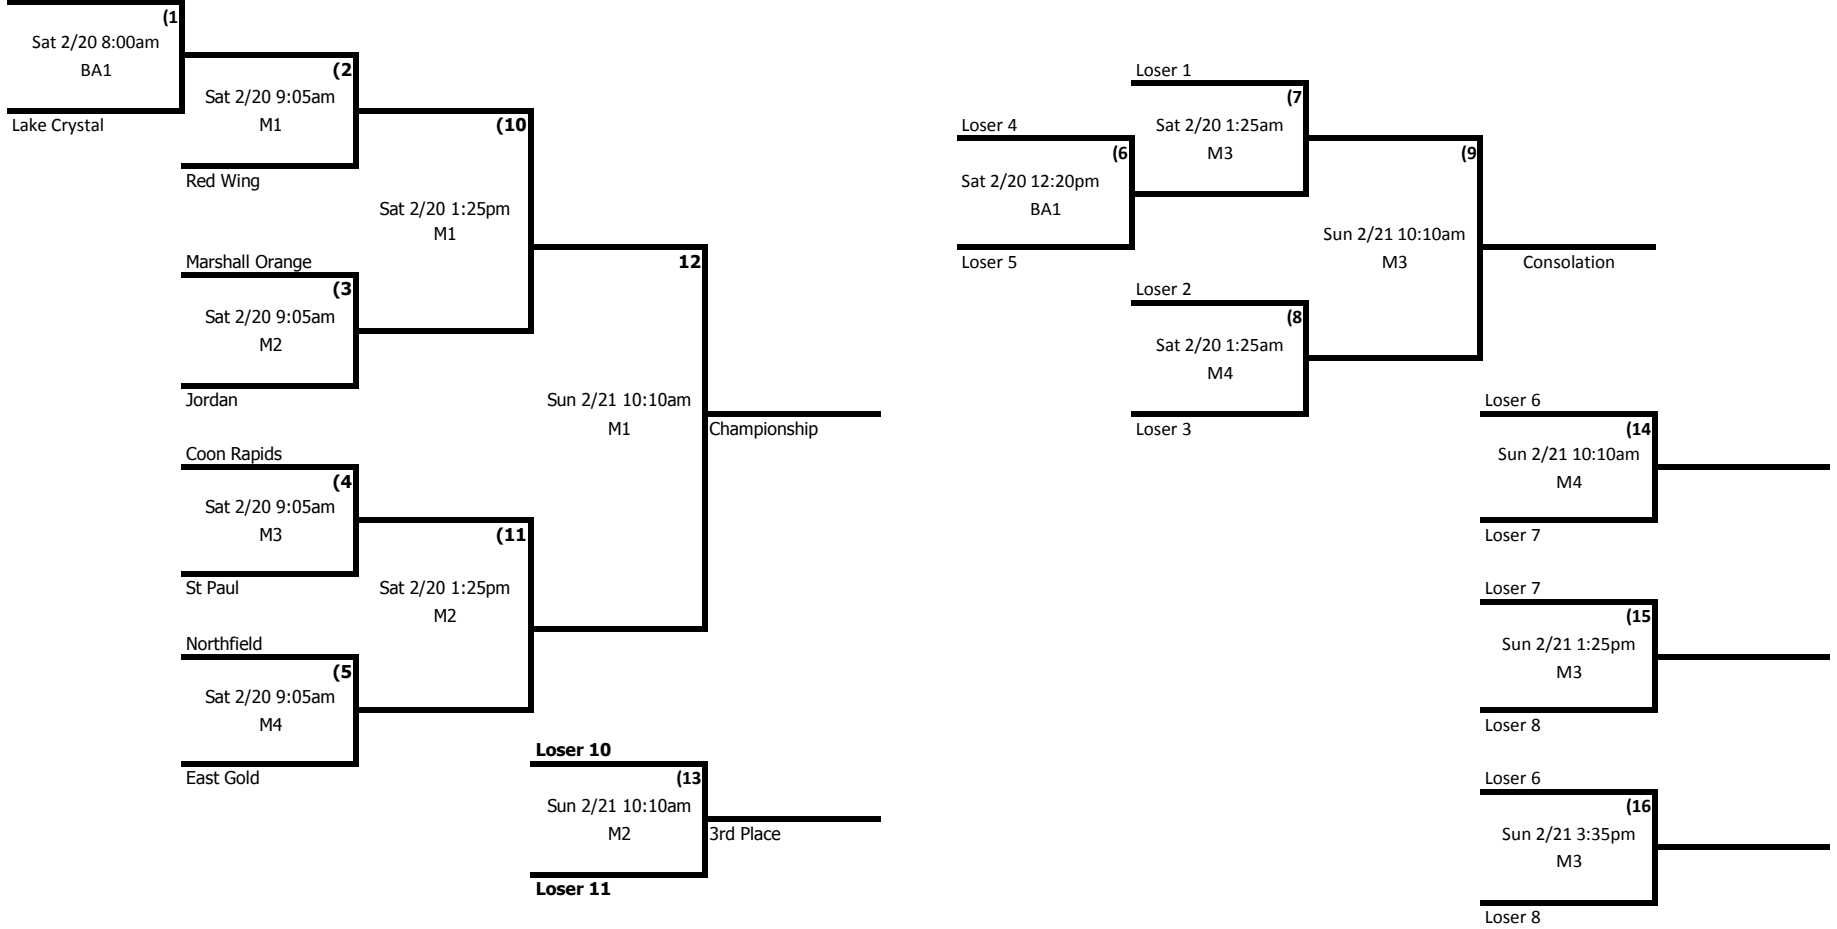 (1
Sat 2/20 8:00am
BA1
Lake Crystal
(2
Sat 2/20 9:05am
M1
Red Wing
(10
Sat 2/20 1:25pm
M1
Marshall Orange
(3
Sat 2/20 9:05am
M2
Jordan
12
Sun 2/21 10:10am
M1
Championship
Coon Rapids
(4
Sat 2/20 9:05am
M3
St Paul
(11
Sat 2/20 1:25pm
M2
Northfield
(5
Sat 2/20 9:05am
M4
East Gold
Loser 10
(13
Sun 2/21 10:10am
M2
3rd Place
Loser 11
Loser 1
(7
Sat 2/20 1:25am
M3
Loser 4
(6
Sat 2/20 12:20pm
BA1
Loser 5
(9
Sun 2/21 10:10am
M3
Consolation
Loser 2
(8
Sat 2/20 1:25am
M4
Loser 3
Loser 6
(14
Sun 2/21 10:10am
M4
Loser 7
Loser 7
(15
Sun 2/21 1:25pm
M3
Loser 8
Loser 6
(16
Sun 2/21 3:35pm
M3
Loser 8